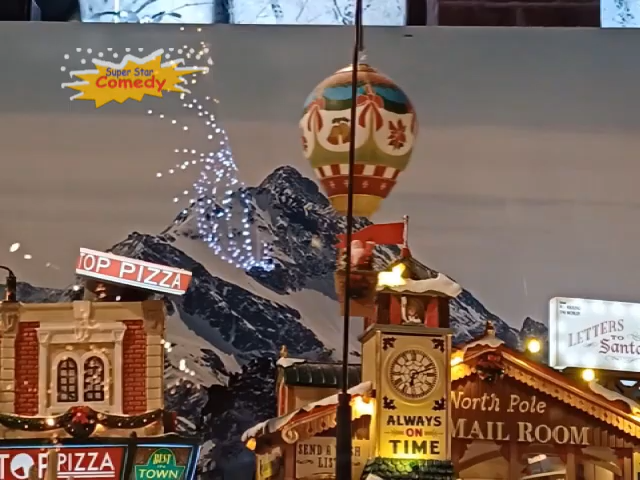 Super Star
Comedy
TOP PIZZA
LETTERS
TO
Santa
North Pole
MAIL ROOM
ALWAYS
ON
TIME
SEND A
LIST
TOP PIZZA
BEST
TOWN